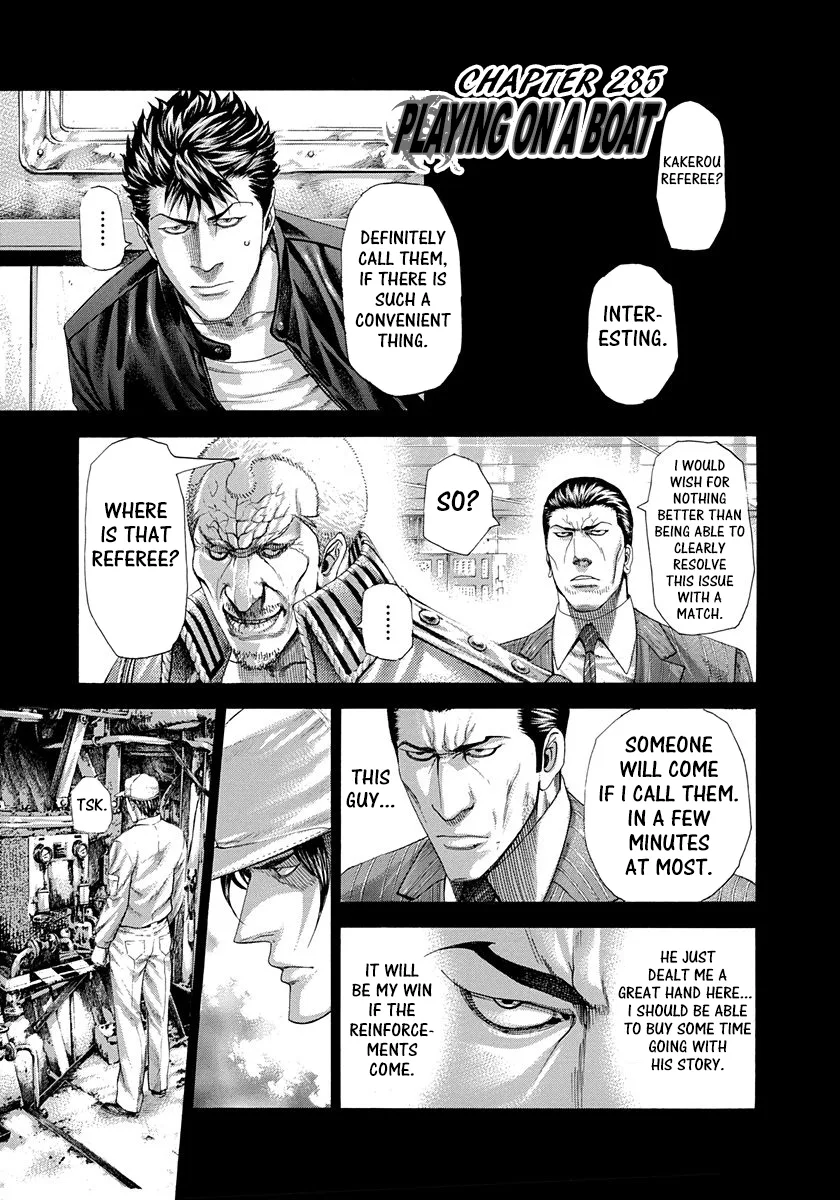 CHAPTER 285
PLAYING ON A BOAT
KAKEROU
REFEREE?
INTER-
ESTING.
DEFINITELY
CALL THEM,
IF THERE IS
SUCH A
CONVENIENT
THING.
......
I WOULD
WISH FOR
NOTHING
BETTER THAN
BEING ABLE TO
CLEARLY
RESOLVE
THIS ISSUE
WITH A
MATCH.
SO?
......
WHERE
IS THAT
REFEREE?
SOMEONE
WILL COME
IF I CALL THEM.
IN A FEW
MINUTES
AT MOST.
THIS
GUY...
HE JUST
DEALT ME A
GREAT HAND HERE...
I SHOULD BE ABLE
TO BUY SOME TIME
GOING WITH
HIS STORY.
IT WILL
BE MY WIN
IF THE
REINFORCE-
MENTS
COME.
TSK.